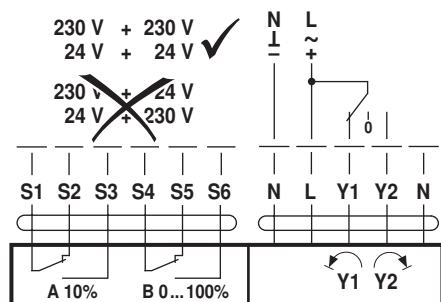 230 V + 230 V
24 V + 24 V
230 V + 24 V
24 V + 230 V
N L
⊥ ~
– +
0
S1 S2 S3 S4 S5 S6
N L Y1 Y2 N
A 10% B 0...100%
Y1 Y2